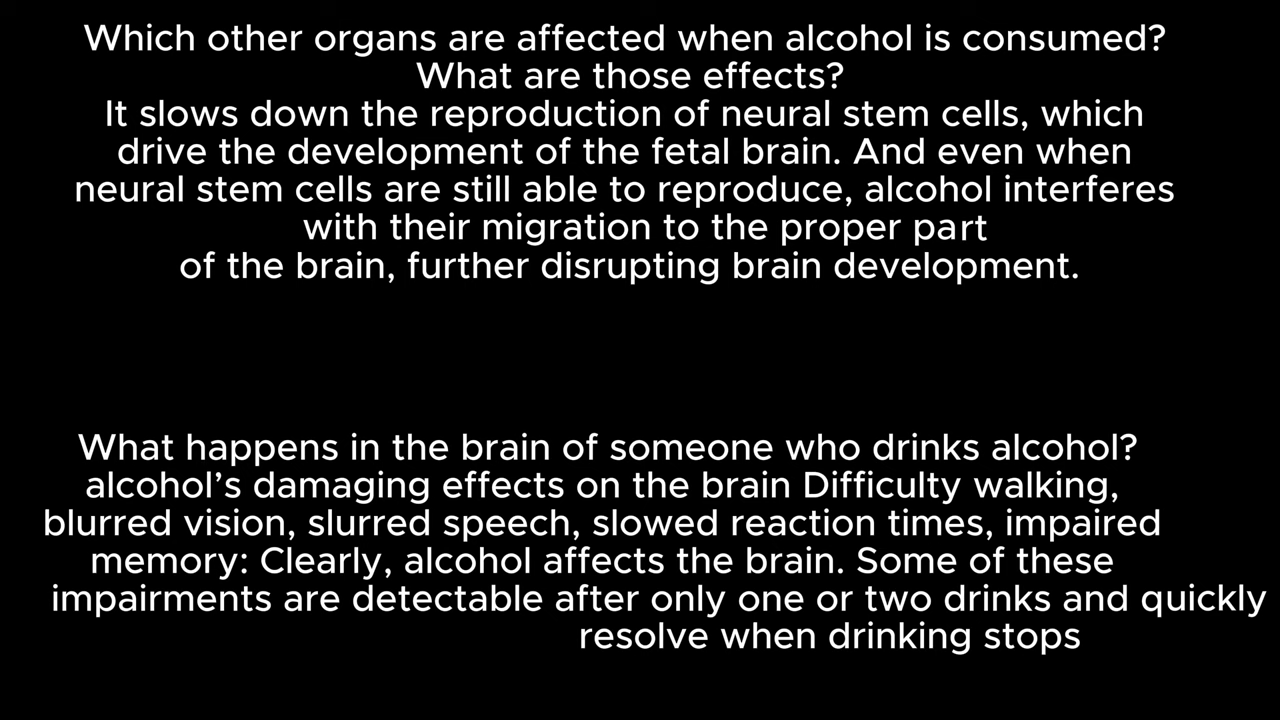 Which other organs are affected when alcohol is consumed?
What are those effects?
It slows down the reproduction of neural stem cells, which
drive the development of the fetal brain. And even when
neural stem cells are still able to reproduce, alcohol interferes
with their migration to the proper part
of the brain, further disrupting brain development.
What happens in the brain of someone who drinks alcohol?
alcohol’s damaging effects on the brain Difficulty walking,
blurred vision, slurred speech, slowed reaction times, impaired
memory: Clearly, alcohol affects the brain. Some of these
impairments are detectable after only one or two drinks and quickly
resolve when drinking stops